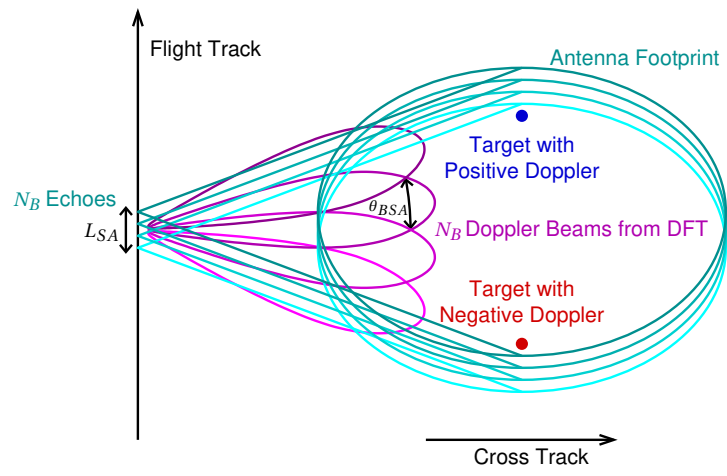 Flight Track
Antenna Footprint
Target with
Positive Doppler
N_B Echoes
L_SA
θ_BSA
N_B Doppler Beams from DFT
Target with
Negative Doppler
Cross Track